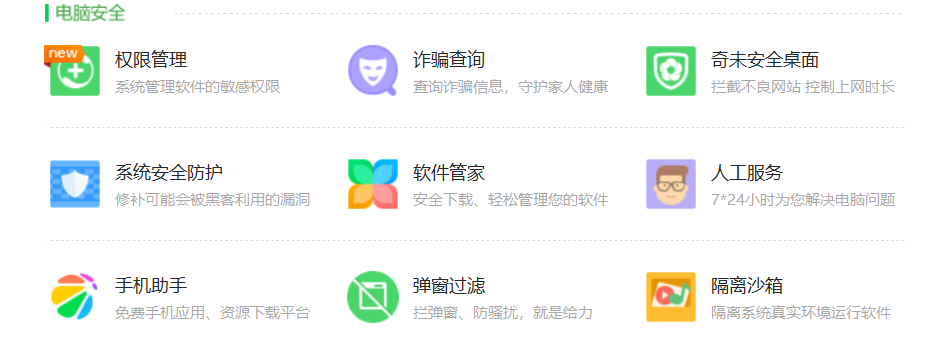 电脑安全
new
权限管理
系统管理软件的敏感权限
诈骗查询
查询诈骗信息，守护家人健康
奇未安全桌面
拦截不良网站 控制上网时长
系统安全防护
修补可能会被黑客利用的漏洞
软件管家
安全下载、轻松管理您的软件
人工服务
7*24小时为您解决电脑问题
手机助手
免费手机应用、资源下载平台
弹窗过滤
拦弹窗、防骚扰，就是给力
隔离沙箱
隔离系统真实环境运行软件